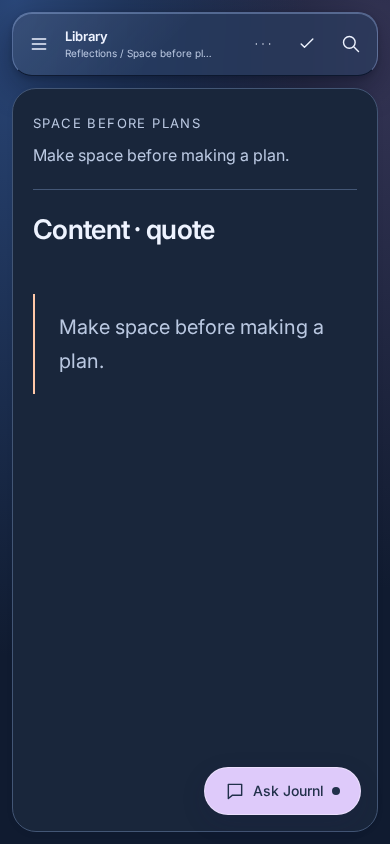 Library
Reflections / Space before pl...
SPACE BEFORE PLANS
Make space before making a plan.
Content · quote
Make space before making a
plan.
Ask Journl